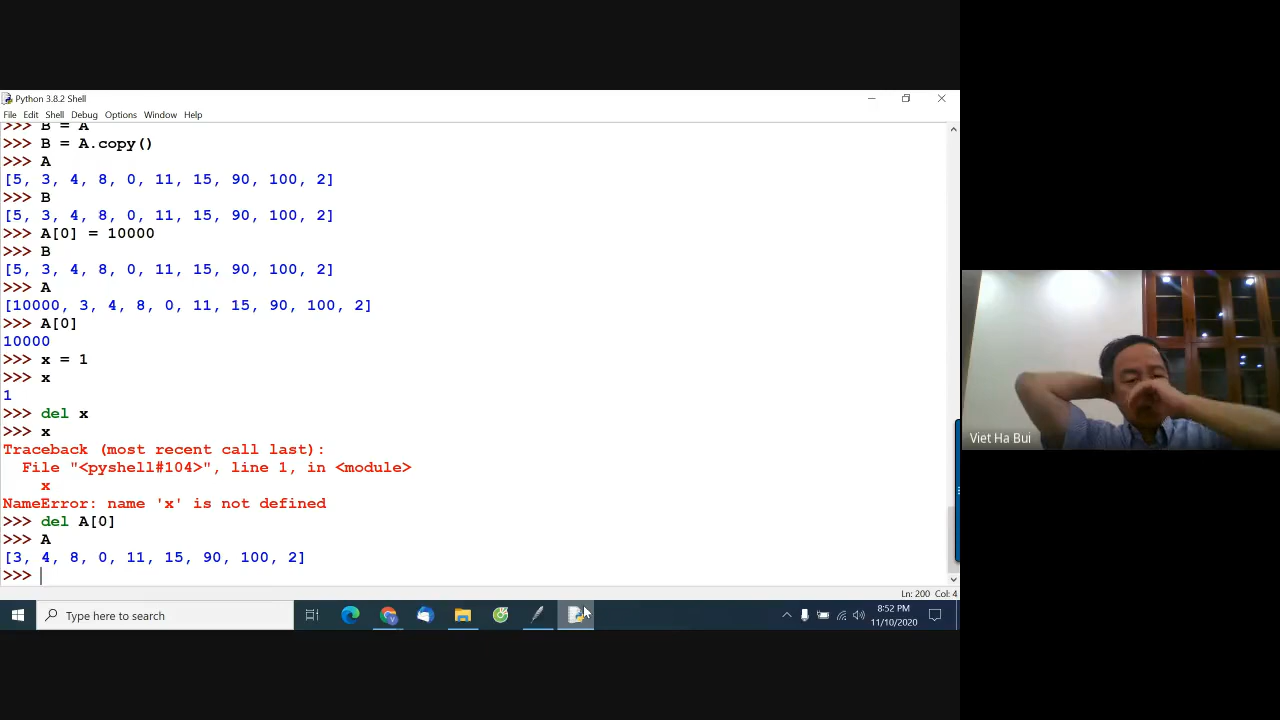 Python 3.8.2 Shell
File Edit Shell Debug Options Window Help
>>> B = A
>>> B = A.copy()
>>> A
[5, 3, 4, 8, 0, 11, 15, 90, 100, 2]
>>> B
[5, 3, 4, 8, 0, 11, 15, 90, 100, 2]
>>> A[0] = 10000
>>> B
[5, 3, 4, 8, 0, 11, 15, 90, 100, 2]
>>> A
[10000, 3, 4, 8, 0, 11, 15, 90, 100, 2]
>>> A[0]
10000
>>> x = 1
>>> x
1
>>> del x
>>> x
Traceback (most recent call last):
  File "<pyshell#104>", line 1, in <module>
    x
NameError: name 'x' is not defined
>>> del A[0]
>>> A
[3, 4, 8, 0, 11, 15, 90, 100, 2]
>>>
Ln: 200 Col: 4
Type here to search
8:52 PM
11/10/2020
Viet Ha Bui